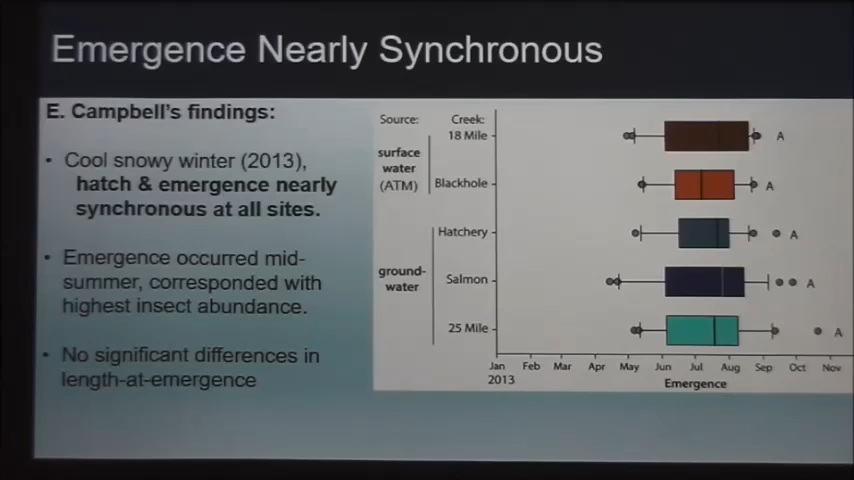 Emergence Nearly Synchronous
E. Campbell's findings:
• Cool snowy winter (2013),
hatch & emergence nearly
synchronous at all sites.
• Emergence occurred mid-
summer, corresponded with
highest insect abundance.
• No significant differences in
length-at-emergence
Source:
Creek:
surface
water
(ATM)
18 Mile
A
Blackhole
A
ground-
water
Hatchery
A
Salmon
A
25 Mile
A
Jan Feb Mar Apr May Jun Jul Aug Sep Oct Nov
2013
Emergence